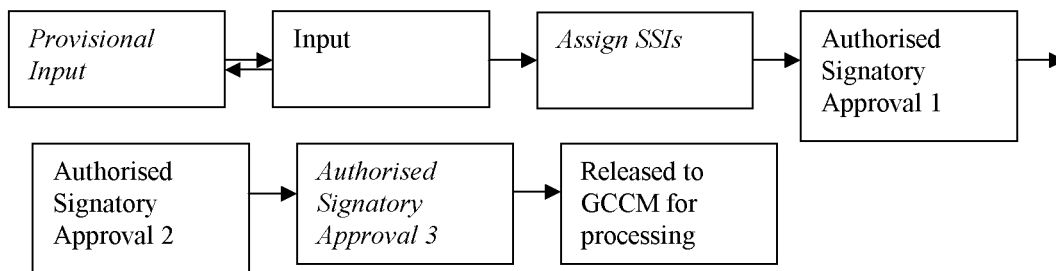 Provisional
Input
Input
Assign SSIs
Authorised
Signatory
Approval 1
Authorised
Signatory
Approval 2
Authorised
Signatory
Approval 3
Released to
GCCM for
processing